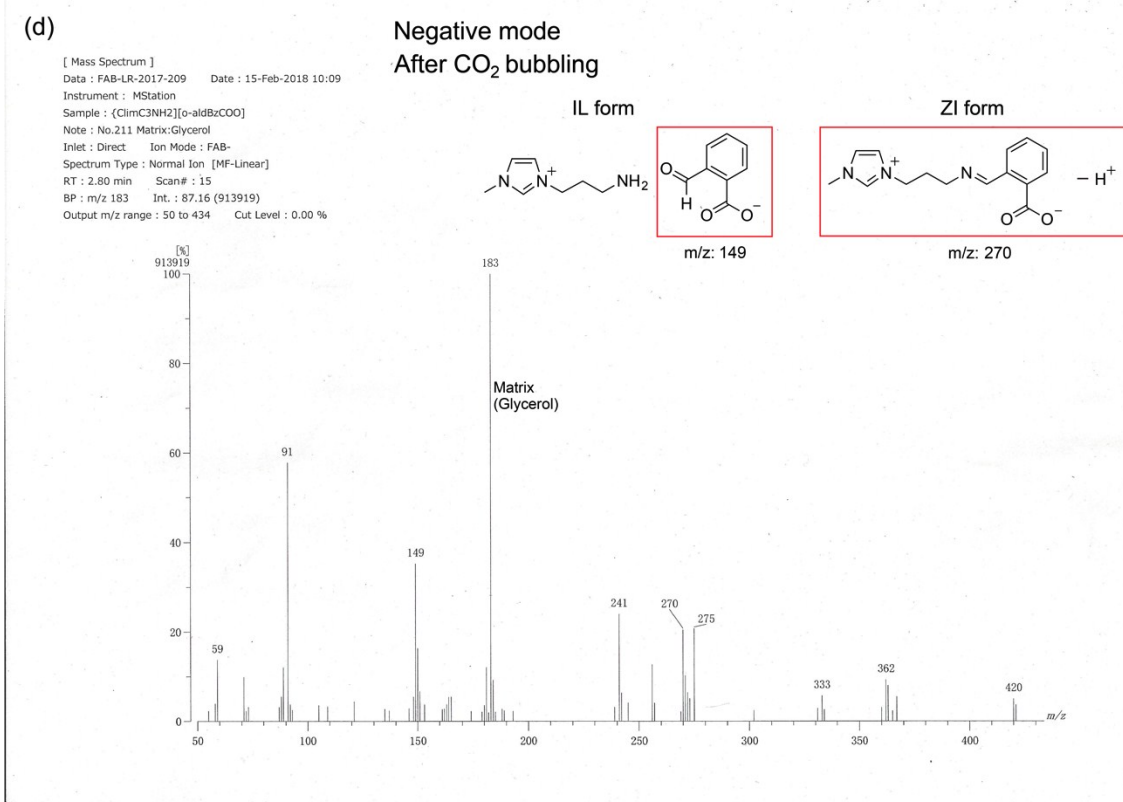 (d)
Negative mode
After CO₂ bubbling
[ Mass Spectrum ]
Data : FAB-LR-2017-209 Date : 15-Feb-2018 10:09
Instrument : MStation
Sample : {ClimC3NH2][o-aldBzCOO]
Note : No.211 Matrix:Glycerol
Inlet : Direct Ion Mode : FAB-
Spectrum Type : Normal Ion [MF-Linear]
RT : 2.80 min Scan# : 15
BP : m/z 183 Int. : 87.16 (913919)
Output m/z range : 50 to 434 Cut Level : 0.00 %
IL form
ZI form
N N + NH₂
O H O O⁻
N N + N O O⁻
– H⁺
m/z: 149
m/z: 270
[%]
913919
100
80
60
40
20
0
183
Matrix
(Glycerol)
91
149
59
241
270
275
333
362
420
m/z
50 100 150 200 250 300 350 400